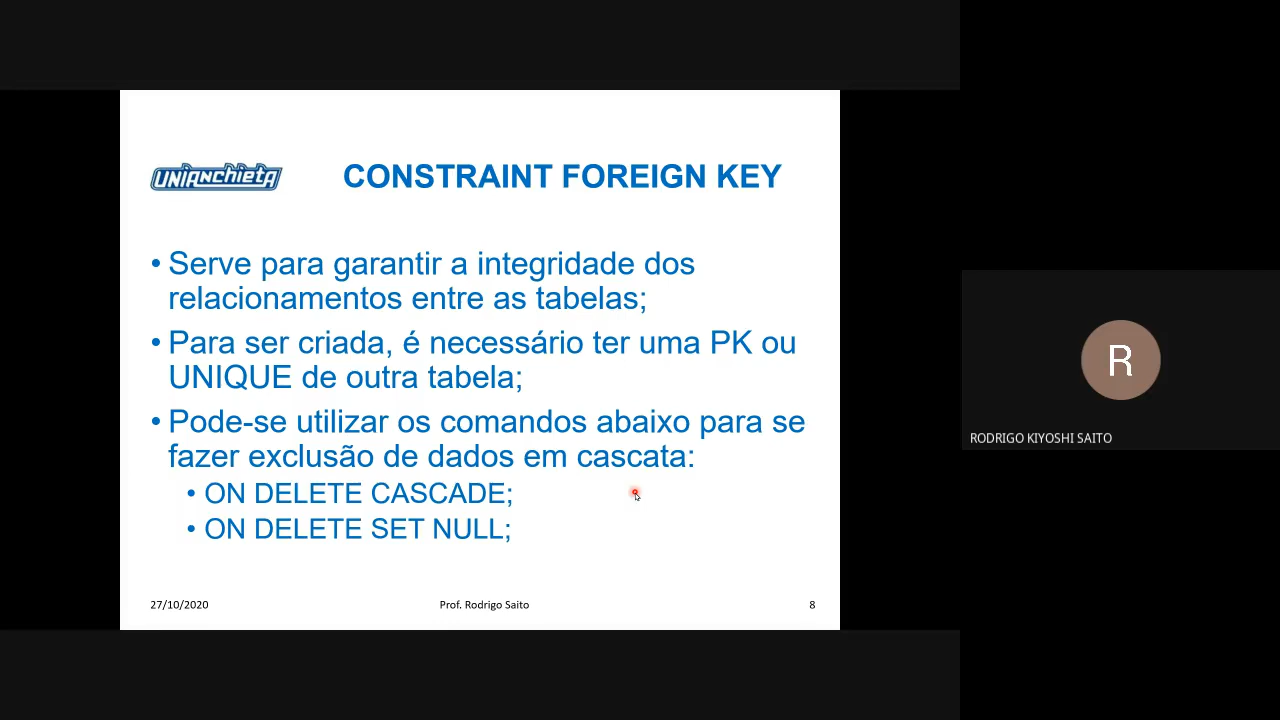 UNIANCHIETA
CONSTRAINT FOREIGN KEY
• Serve para garantir a integridade dos
relacionamentos entre as tabelas;
• Para ser criada, é necessário ter uma PK ou
UNIQUE de outra tabela;
• Pode-se utilizar os comandos abaixo para se
fazer exclusão de dados em cascata:
• ON DELETE CASCADE;
• ON DELETE SET NULL;
27/10/2020
Prof. Rodrigo Saito
8
R
RODRIGO KIYOSHI SAITO